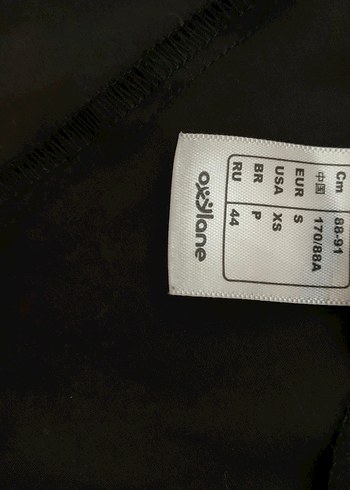 Cm 88-91
中国 170/88A
EUR S
USA XS
BR P
RU 44
oxylane